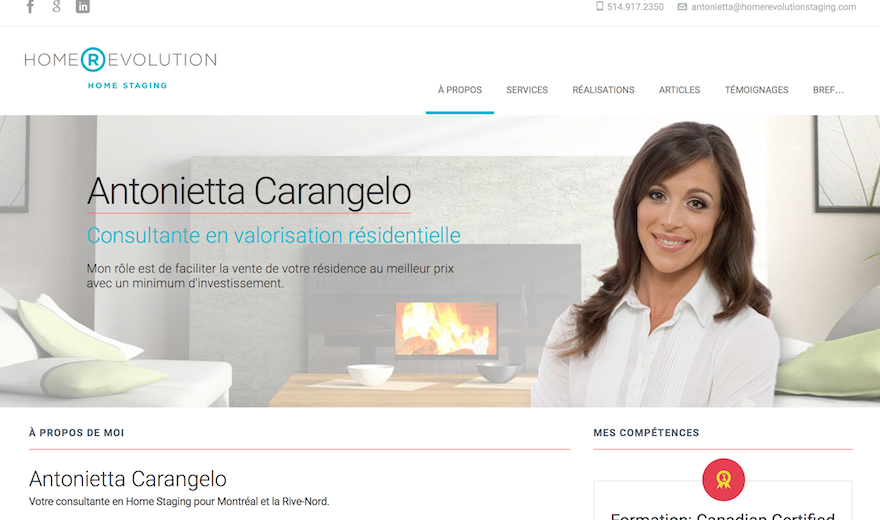 514.917.2350 antonietta@homerevolutionstaging.com
HOME R EVOLUTION
HOME STAGING
À PROPOS SERVICES RÉALISATIONS ARTICLES TÉMOIGNAGES BREF...
Antonietta Carangelo
Consultante en valorisation résidentielle
Mon rôle est de faciliter la vente de votre résidence au meilleur prix
avec un minimum d'investissement.
À PROPOS DE MOI
MES COMPÉTENCES
Antonietta Carangelo
Votre consultante en Home Staging pour Montréal et la Rive-Nord.
Formation: Canadian Certified